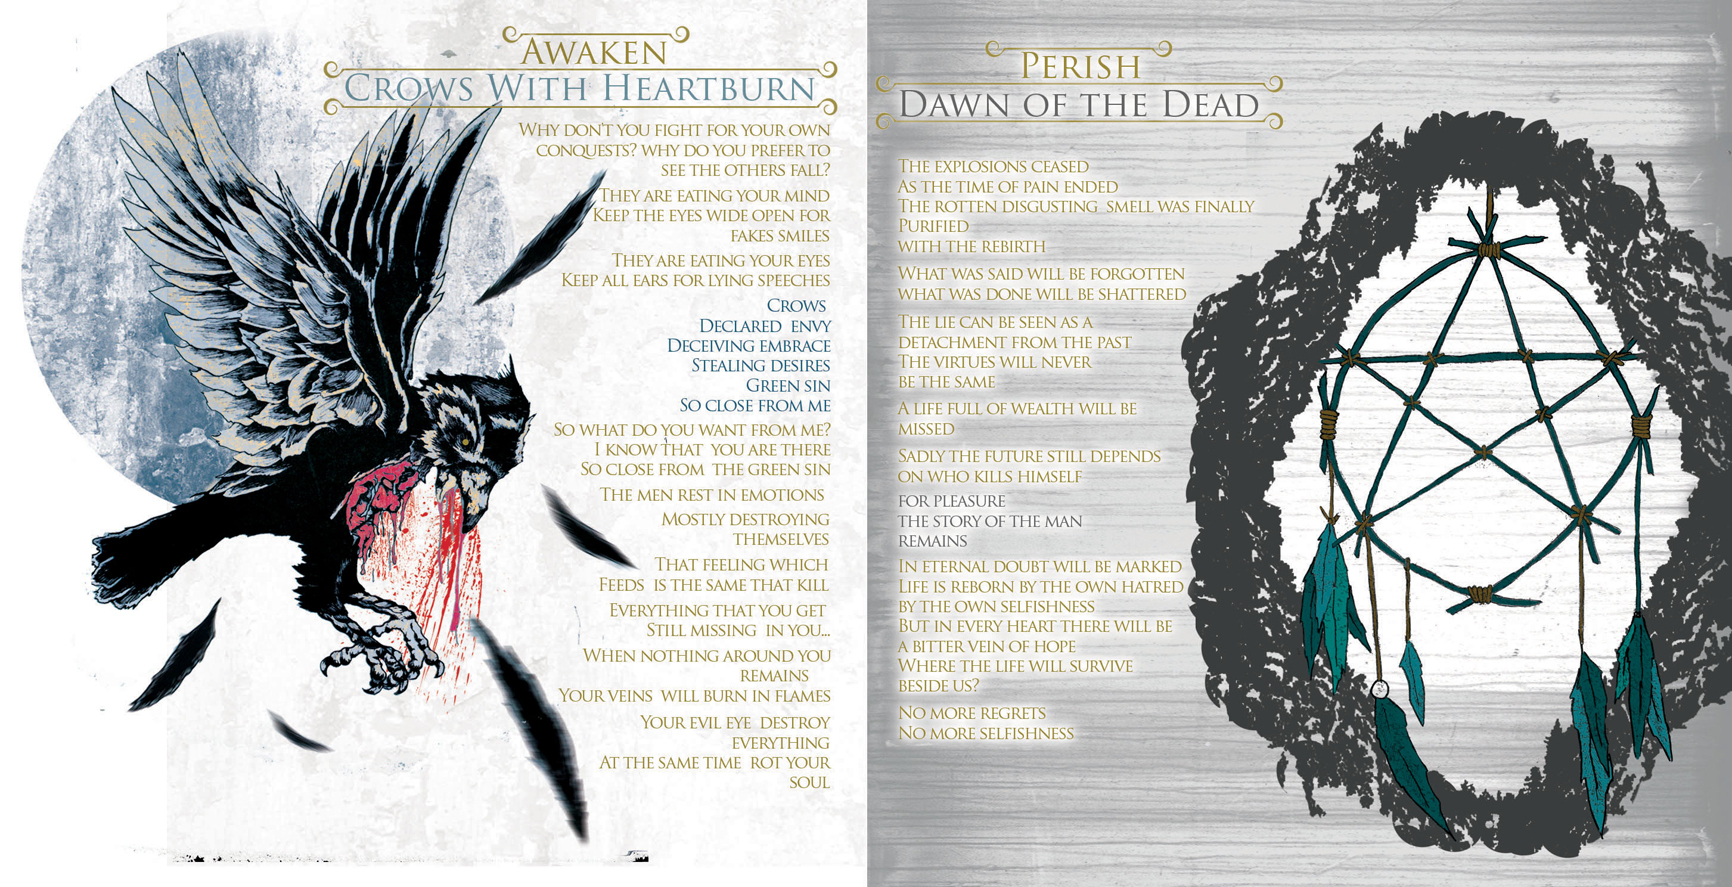 Awaken
Crows With Heartburn
Why don't you fight for your own
conquests? why do you prefer to
see the others fall?
They are eating your mind
Keep the eyes wide open for
fakes smiles
They are eating your eyes
Keep all ears for lying speeches
Crows
Declared envy
Deceiving embrace
Stealing desires
Green sin
So close from me
So what do you want from me?
I know that you are there
So close from the green sin
The men rest in emotions
Mostly destroying
themselves
That feeling which
Feeds is the same that kill
Everything that you get
Still missing in you...
When nothing around you
remains
Your veins will burn in flames
Your evil eye destroy
everything
At the same time rot your
soul
Perish
Dawn of the Dead
The explosions ceased
As the time of pain ended
The rotten disgusting smell was finally
Purified
with the rebirth
What was said will be forgotten
what was done will be shattered
The lie can be seen as a
detachment from the past
The virtues will never
be the same
A life full of wealth will be
missed
Sadly the future still depends
on who kills himself
for pleasure
the story of the man
remains
In eternal doubt will be marked
Life is reborn by the own hatred
by the own selfishness
But in every heart there will be
a bitter vein of hope
Where the life will survive
beside us?
No more regrets
No more selfishness